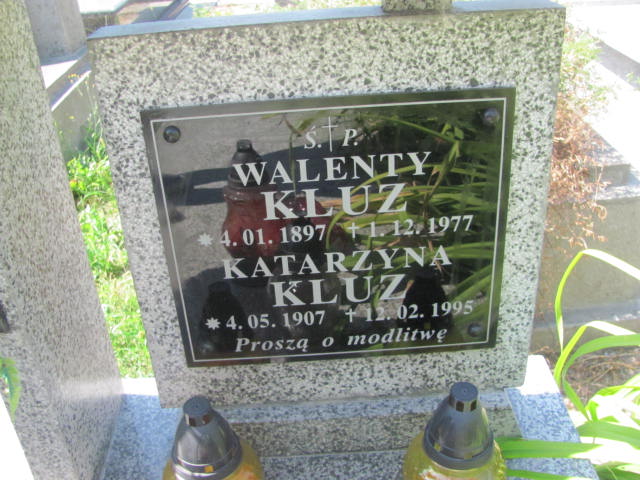 Ś.†P.
WALENTY
KLUZ
✵ 4. 01. 1897 † 1. 12. 1977
KATARZYNA
KLUZ
✵ 4. 05. 1907 † 12. 02. 1995
Proszą o modlitwę